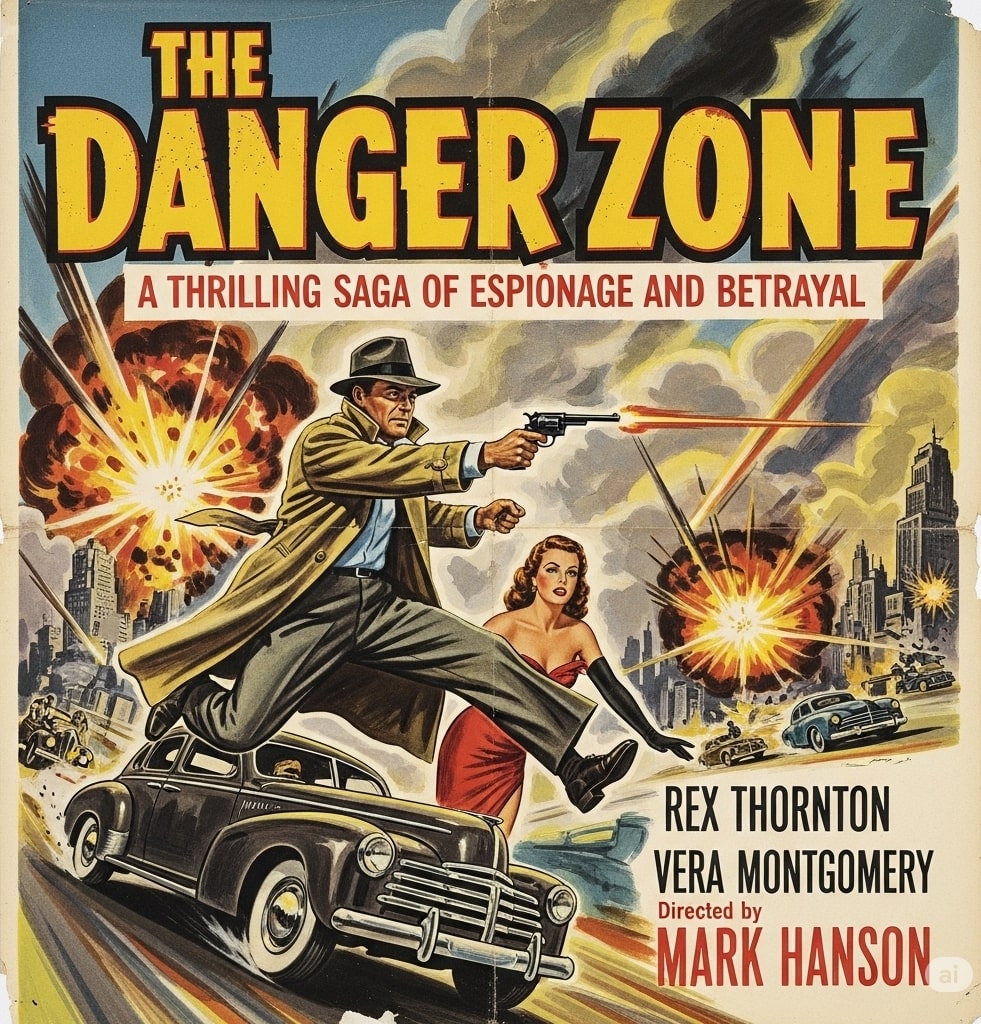 THE
DANGER ZONE
A THRILLING SAGA OF ESPIONAGE AND BETRAYAL
REX THORNTON
VERA MONTGOMERY
Directed by
MARK HANSON
ai